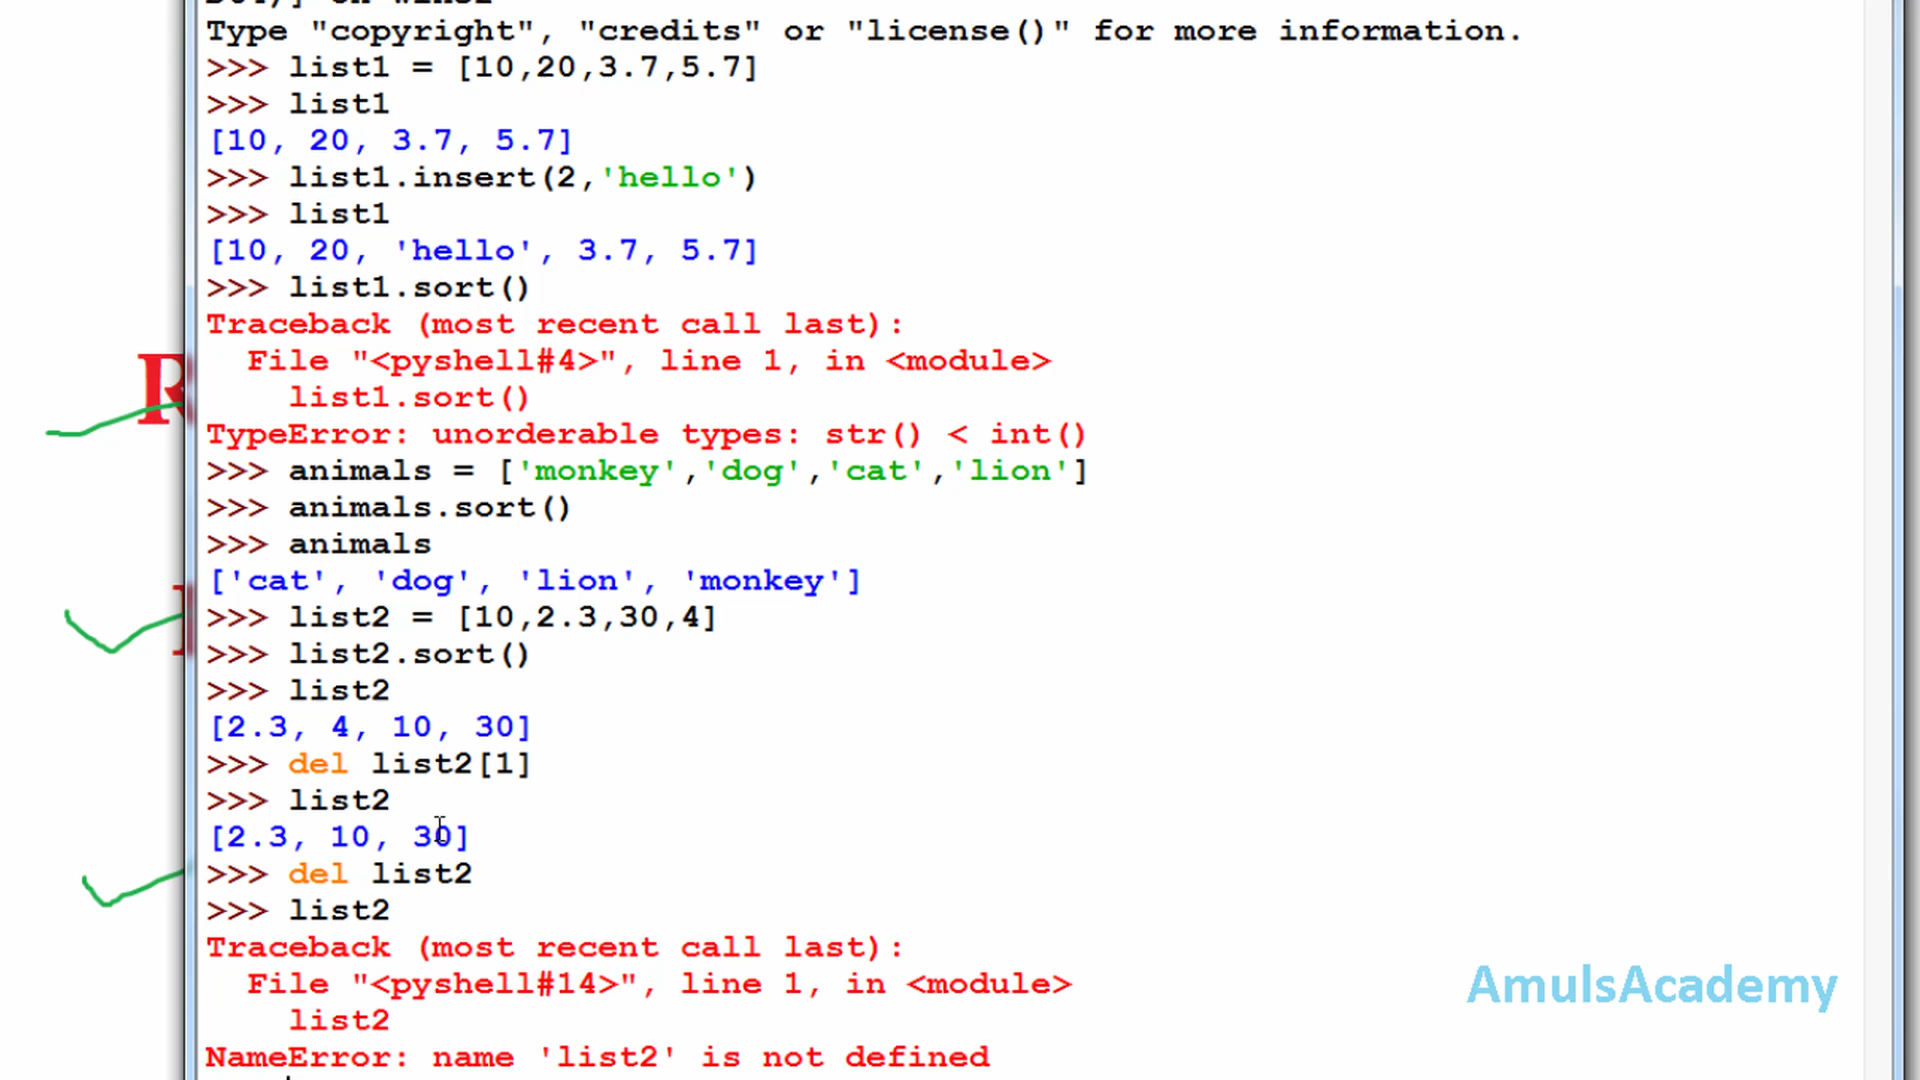 Type "copyright", "credits" or "license()" for more information.
>>> list1 = [10,20,3.7,5.7]
>>> list1
[10, 20, 3.7, 5.7]
>>> list1.insert(2,'hello')
>>> list1
[10, 20, 'hello', 3.7, 5.7]
>>> list1.sort()
Traceback (most recent call last):
  File "<pyshell#4>", line 1, in <module>
    list1.sort()
TypeError: unorderable types: str() < int()
>>> animals = ['monkey','dog','cat','lion']
>>> animals.sort()
>>> animals
['cat', 'dog', 'lion', 'monkey']
>>> list2 = [10,2.3,30,4]
>>> list2.sort()
>>> list2
[2.3, 4, 10, 30]
>>> del list2[1]
>>> list2
[2.3, 10, 30]
>>> del list2
>>> list2
Traceback (most recent call last):
  File "<pyshell#14>", line 1, in <module>
    list2
NameError: name 'list2' is not defined
AmulsAcademy